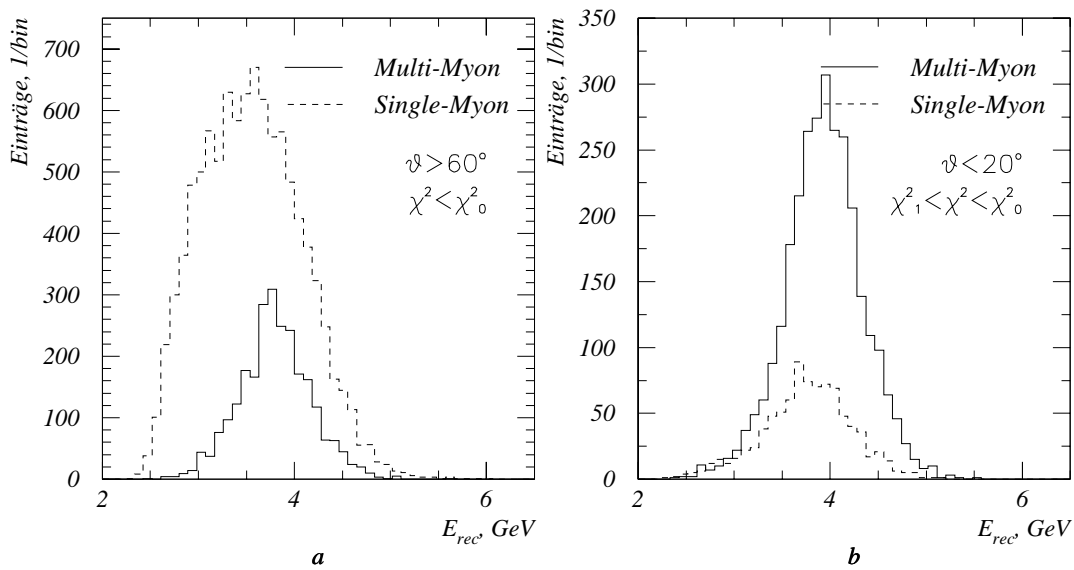 Einträge, 1/bin
700
600
500
400
300
200
100
0
2
4
6
Multi-Myon
Single-Myon
ϑ>60°
χ²<χ²₀
E_rec, GeV
a
Einträge, 1/bin
350
300
250
200
150
100
50
0
2
4
6
Multi-Myon
Single-Myon
ϑ<20°
χ²₁<χ²<χ²₀
E_rec, GeV
b